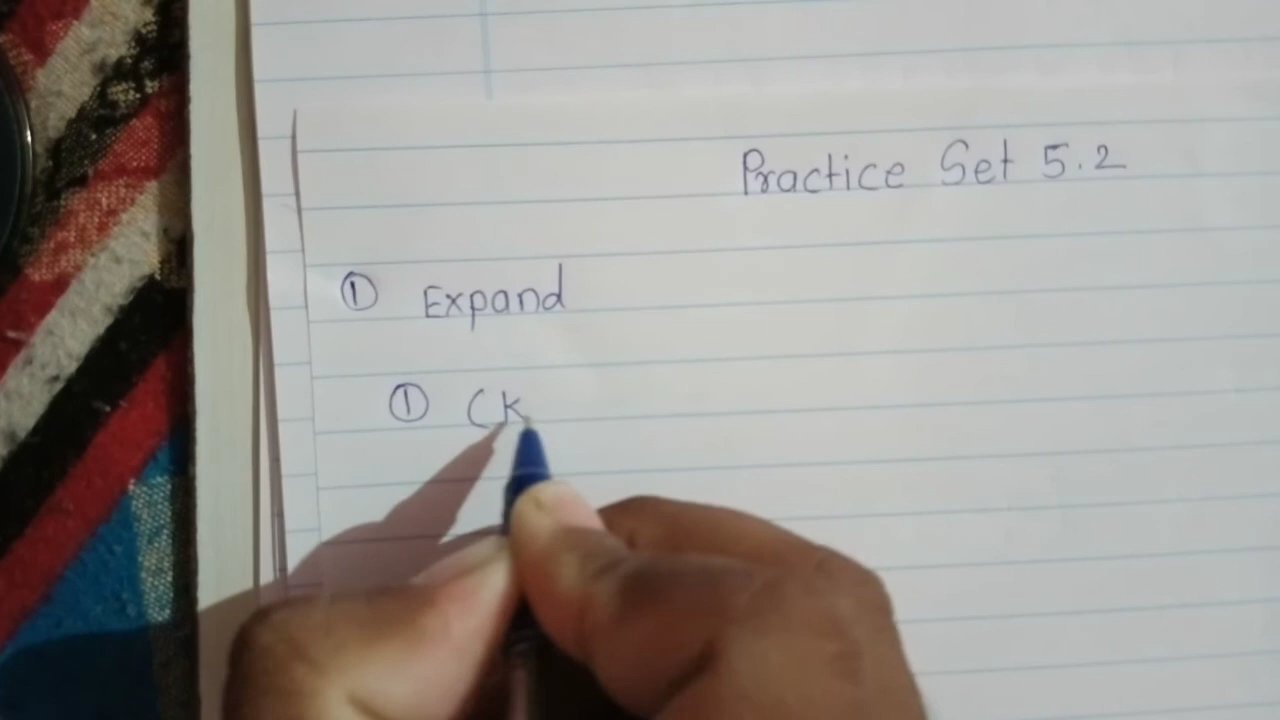 Practice Set 5.2
① Expand
① (K